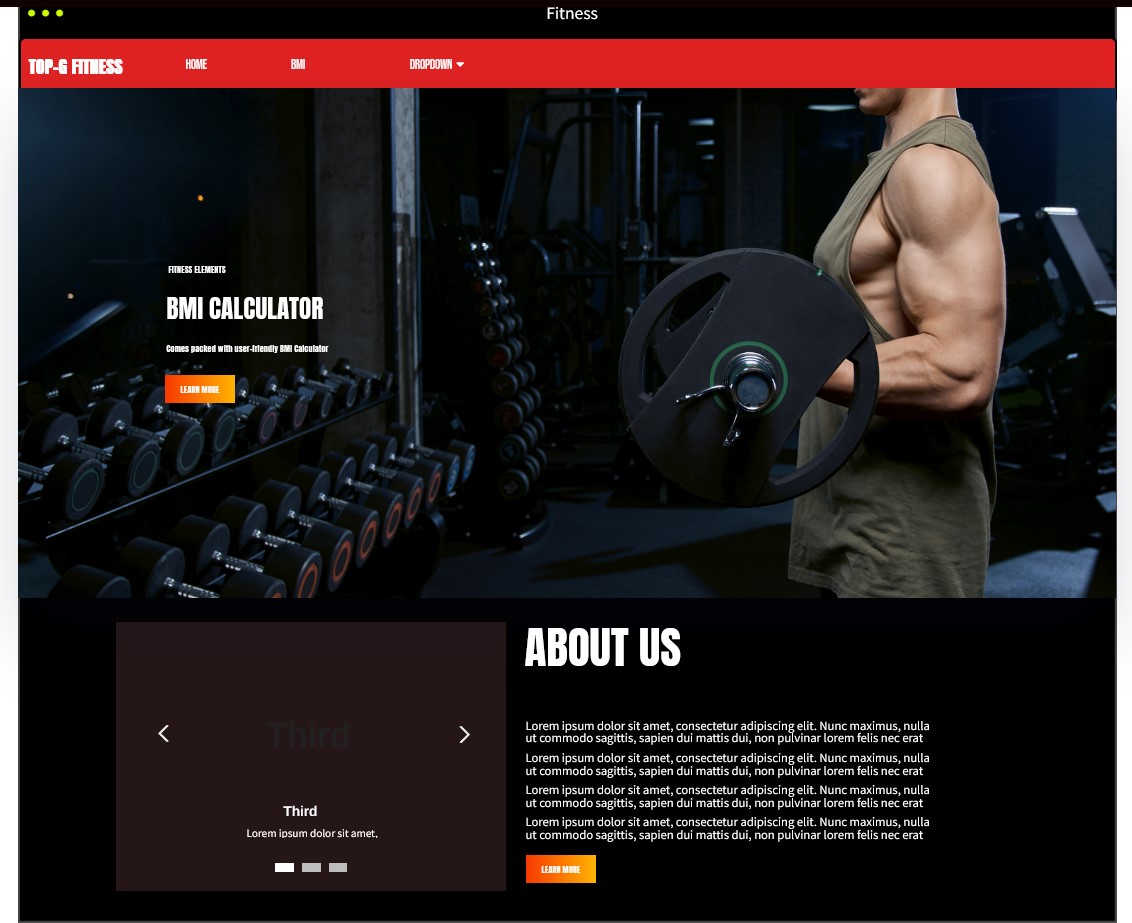 Fitness
TOP-G FITNESS
HOME
BMI
DROPDOWN
FITNESS ELEMENTS
BMI CALCULATOR
Comes packed with user-friendly BMI Calculator
LEARN MORE
ABOUT US
Third
Third
Lorem ipsum dolor sit amet.
Lorem ipsum dolor sit amet, consectetur adipiscing elit. Nunc maximus, nulla
ut commodo sagittis, sapien dui mattis dui, non pulvinar lorem felis nec erat
Lorem ipsum dolor sit amet, consectetur adipiscing elit. Nunc maximus, nulla
ut commodo sagittis, sapien dui mattis dui, non pulvinar lorem felis nec erat
Lorem ipsum dolor sit amet, consectetur adipiscing elit. Nunc maximus, nulla
ut commodo sagittis, sapien dui mattis dui, non pulvinar lorem felis nec erat
Lorem ipsum dolor sit amet, consectetur adipiscing elit. Nunc maximus, nulla
ut commodo sagittis, sapien dui mattis dui, non pulvinar lorem felis nec erat
LEARN MORE